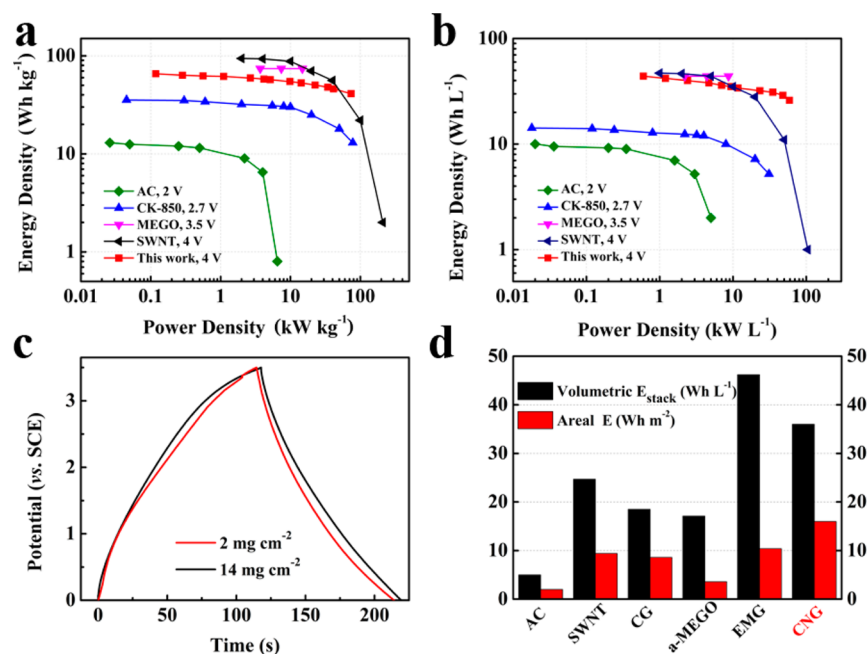 a
100
10
1
0.01
0.1
1
10
100
Energy Density (Wh kg-1)
Power Density (kW kg-1)
AC, 2 V
CK-850, 2.7 V
MEGO, 3.5 V
SWNT, 4 V
This work, 4 V
b
100
10
1
0.01
0.1
1
10
100
Energy Density (Wh L-1)
Power Density (kW L-1)
AC, 2 V
CK-850, 2.7 V
MEGO, 3.5 V
SWNT, 4 V
This work, 4 V
c
3
2
1
0
0
50
100
150
200
Potential (vs. SCE)
Time (s)
2 mg cm-2
14 mg cm-2
d
50
40
30
20
10
0
50
40
30
20
10
0
Volumetric Estack (Wh L-1)
Areal E (Wh m-2)
AC
SWNT
CG
a-MEGO
EMG
CNG